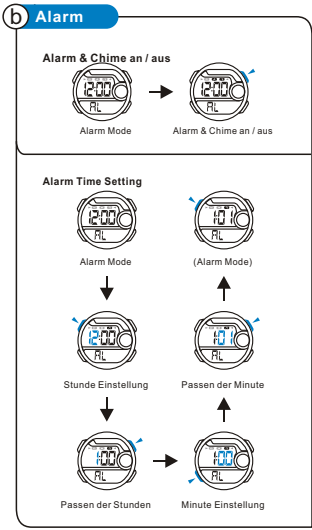 b Alarm
Alarm & Chime an / aus
12:00 12:00
AL AL
Alarm Mode Alarm & Chime an / aus
Alarm Time Setting
12:00 1:01
AL AL
Alarm Mode (Alarm Mode)
12:00 1:01
AL AL
Stunde Einstellung Passen der Minute
1:00 1:00
AL AL
Passen der Stunden Minute Einstellung